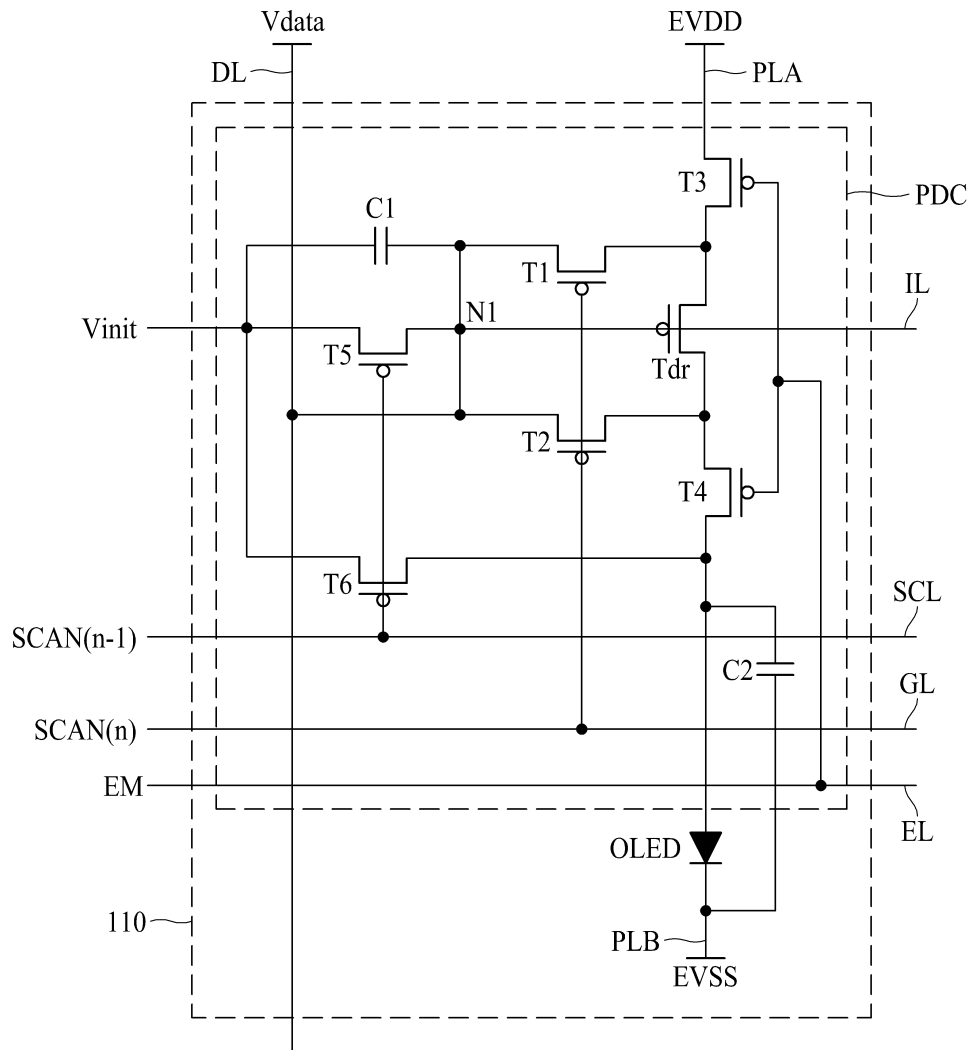 Vdata
EVDD
DL
PLA
T3
PDC
C1
T1
IL
N1
Vinit
T5
Tdr
T2
T4
T6
SCL
SCAN(n-1)
C2
GL
SCAN(n)
EM
EL
OLED
110
PLB
EVSS